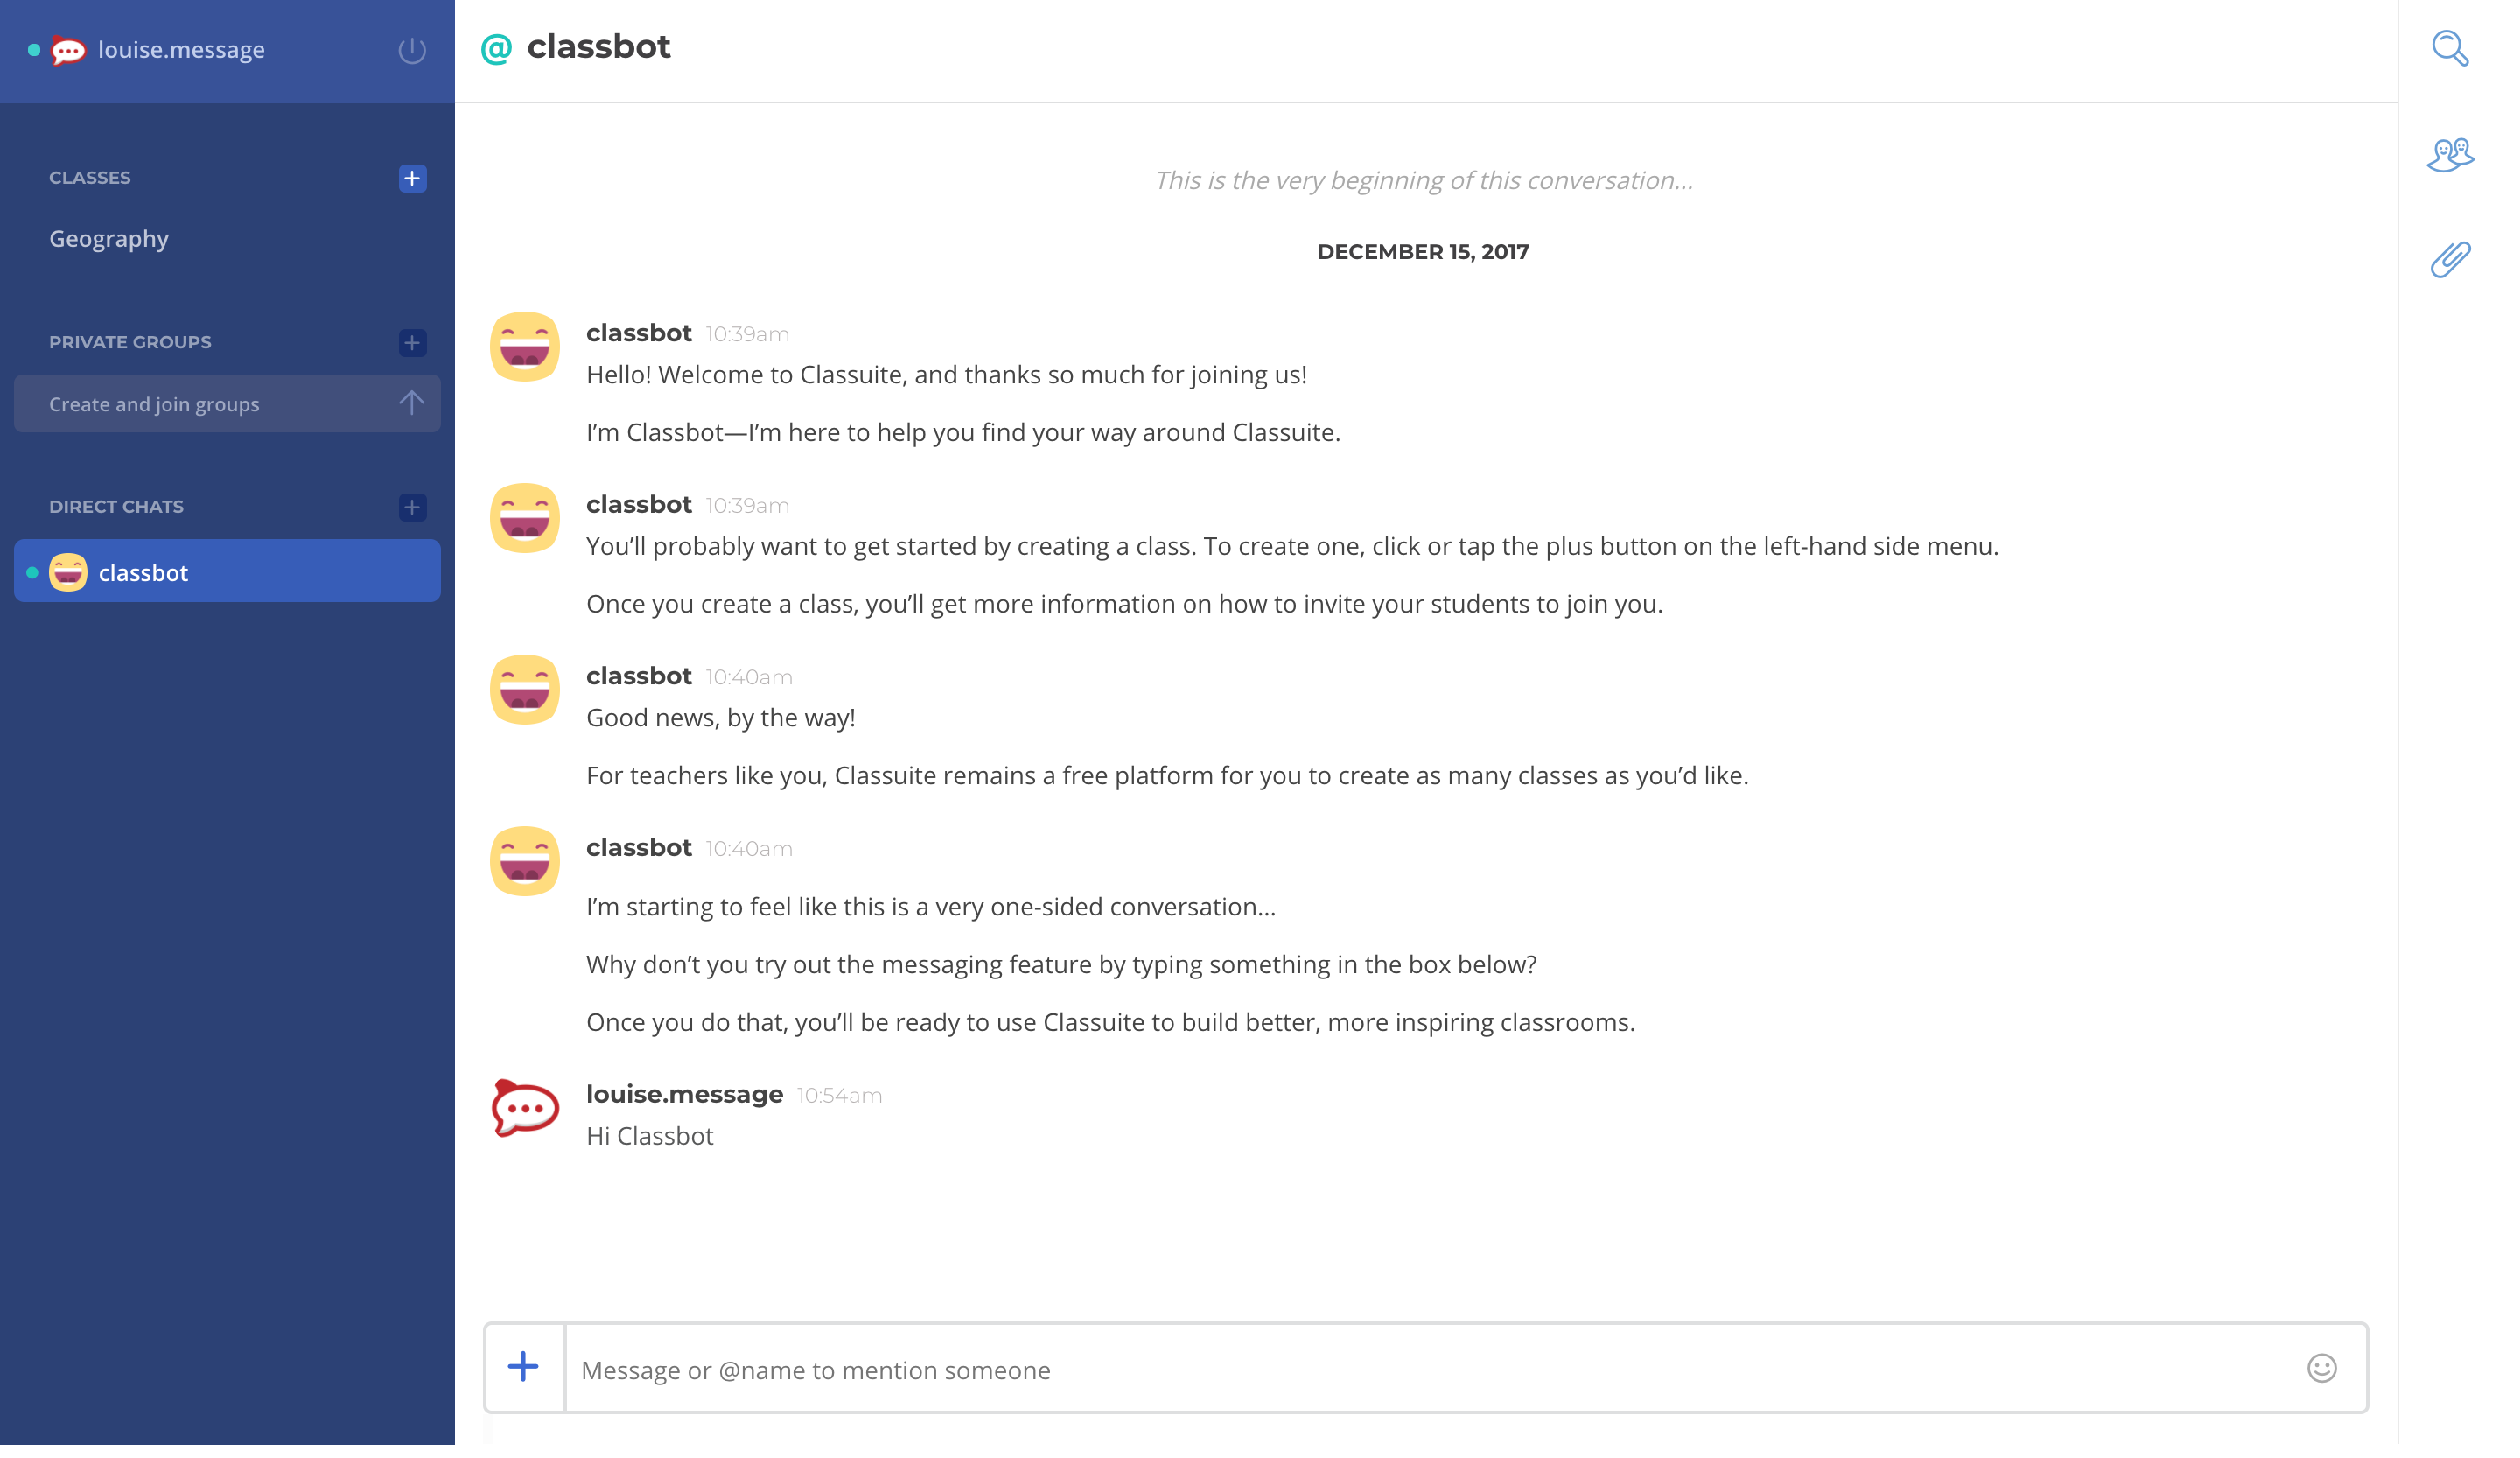 louise.message
CLASSES
Geography
PRIVATE GROUPS
Create and join groups
DIRECT CHATS
classbot
@ classbot
This is the very beginning of this conversation...
DECEMBER 15, 2017
classbot 10:39am
Hello! Welcome to Classuite, and thanks so much for joining us!
I’m Classbot—I’m here to help you find your way around Classuite.
classbot 10:39am
You’ll probably want to get started by creating a class. To create one, click or tap the plus button on the left-hand side menu.
Once you create a class, you’ll get more information on how to invite your students to join you.
classbot 10:40am
Good news, by the way!
For teachers like you, Classuite remains a free platform for you to create as many classes as you’d like.
classbot 10:40am
I’m starting to feel like this is a very one-sided conversation...
Why don’t you try out the messaging feature by typing something in the box below?
Once you do that, you’ll be ready to use Classuite to build better, more inspiring classrooms.
louise.message 10:54am
Hi Classbot
Message or @name to mention someone